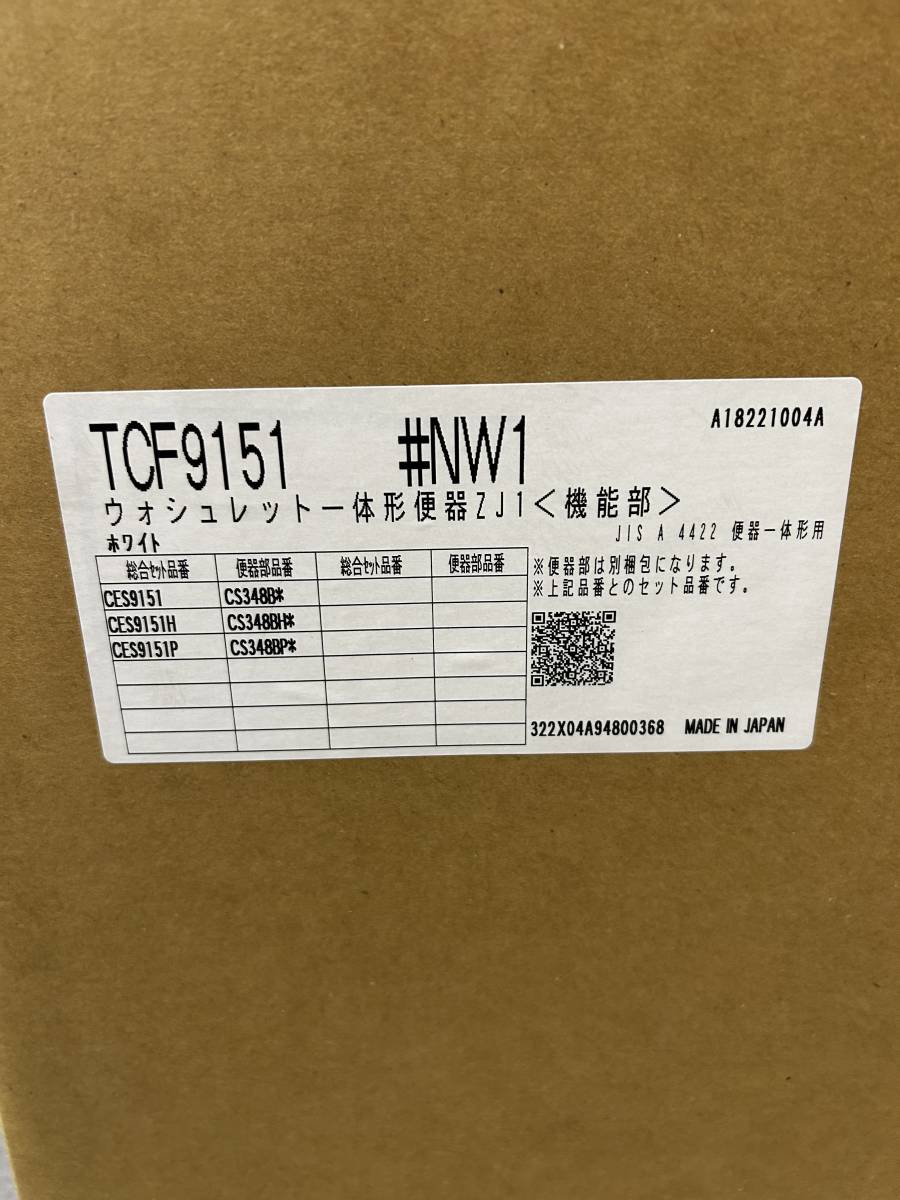 A18221004A
TCF9151 #NW1
ウォシュレット一体形便器ZJ1<機能部>
JIS A 4422 便器一体形用
ホワイト
総合ｾｯﾄ品番 便器部品番 総合ｾｯﾄ品番 便器部品番
CES9151 CS348B*
CES9151H CS348BH*
CES9151P CS348BP*
※便器部は別梱包になります。
※上記品番とのセット品番です。
322X04A94800368 MADE IN JAPAN